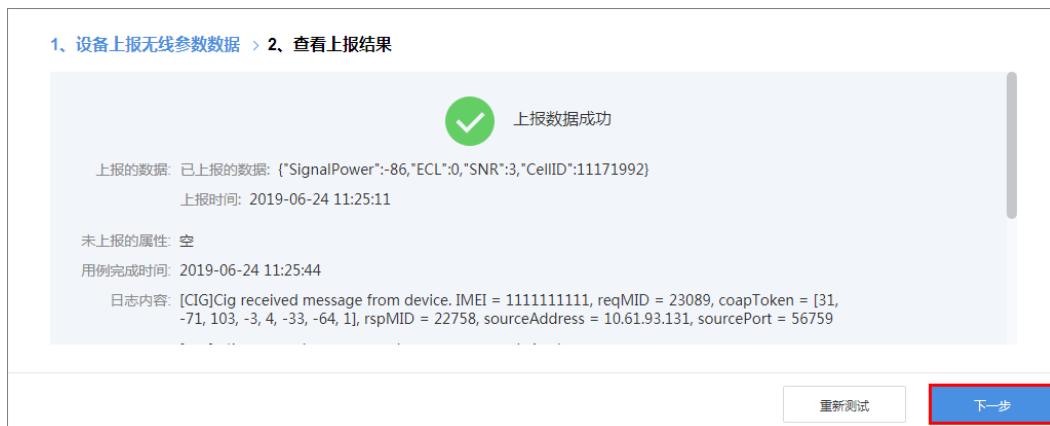 1、设备上报无线参数数据 > 2、查看上报结果
上报数据成功
上报的数据: 已上报的数据: {"SignalPower":-86,"ECL":0,"SNR":3,"CellID":11171992}
上报时间: 2019-06-24 11:25:11
未上报的属性: 空
用例完成时间: 2019-06-24 11:25:44
日志内容: [CIG]Cig received message from device. IMEI = 1111111111, reqMID = 23089, coapToken = [31,
-71, 103, -3, 4, -33, -64, 1], rspMID = 22758, sourceAddress = 10.61.93.131, sourcePort = 56759
重新测试 下一步